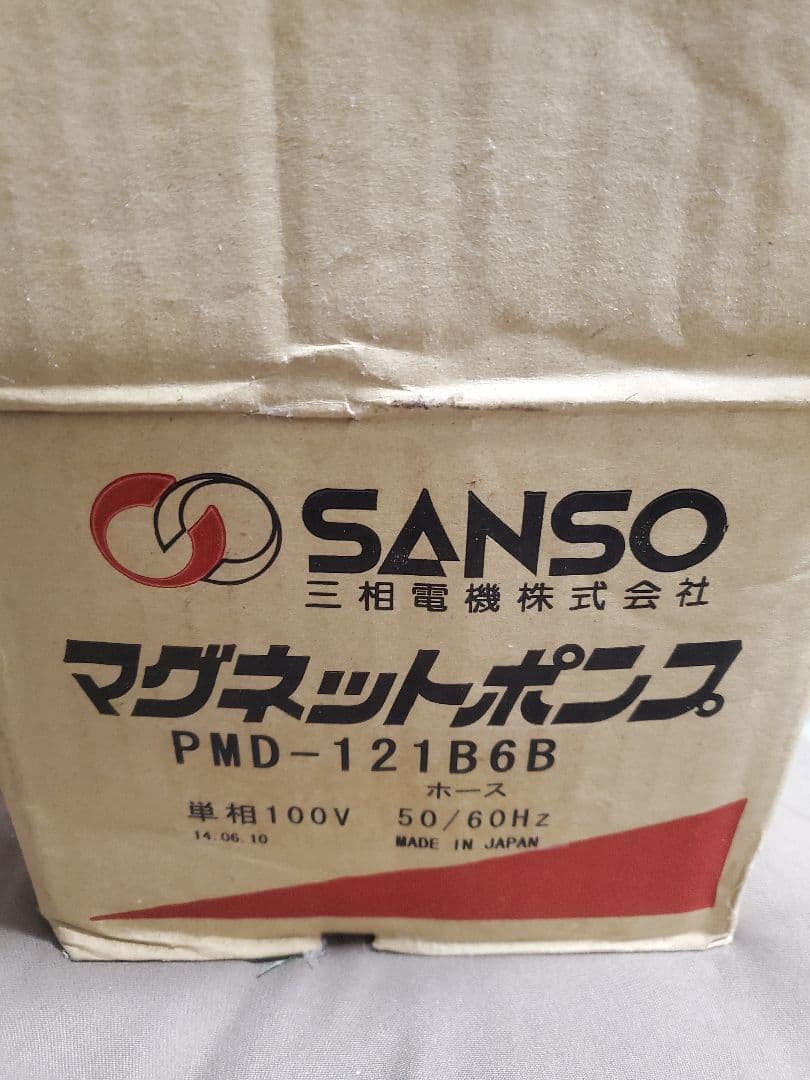 SANSO
三相電機株式会社
マグネットポンプ
PMD-121B6B
ホース
単相100V 50/60Hz
14.06.10 MADE IN JAPAN